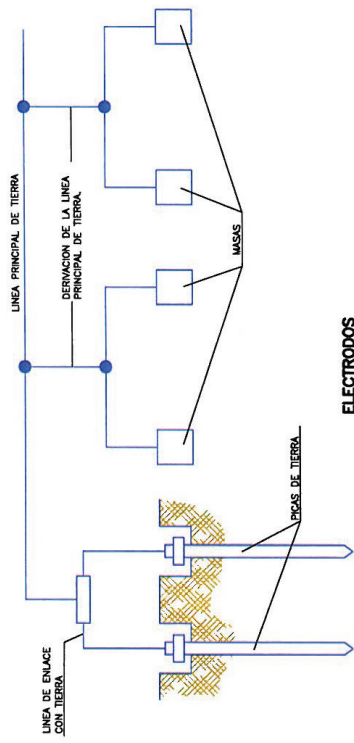 LINEA PRINCIPAL DE TIERRA
DERIVACION DE LA LINEA
PRINCIPAL DE TIERRA.
MASAS
LINEA DE ENLACE
CON TIERRA
PICAS DE TIERRA
ELECTRODOS